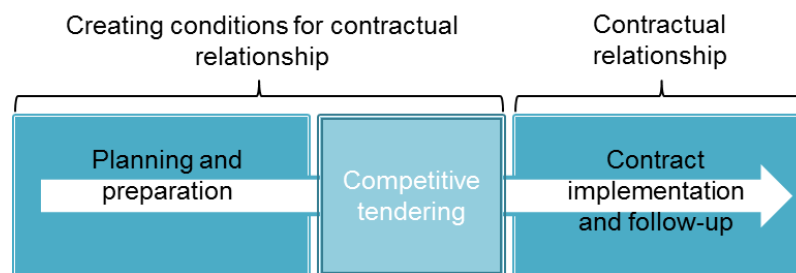 Creating conditions for contractual
relationship
Contractual
relationship
Planning and
preparation
Competitive
tendering
Contract
implementation
and follow-up